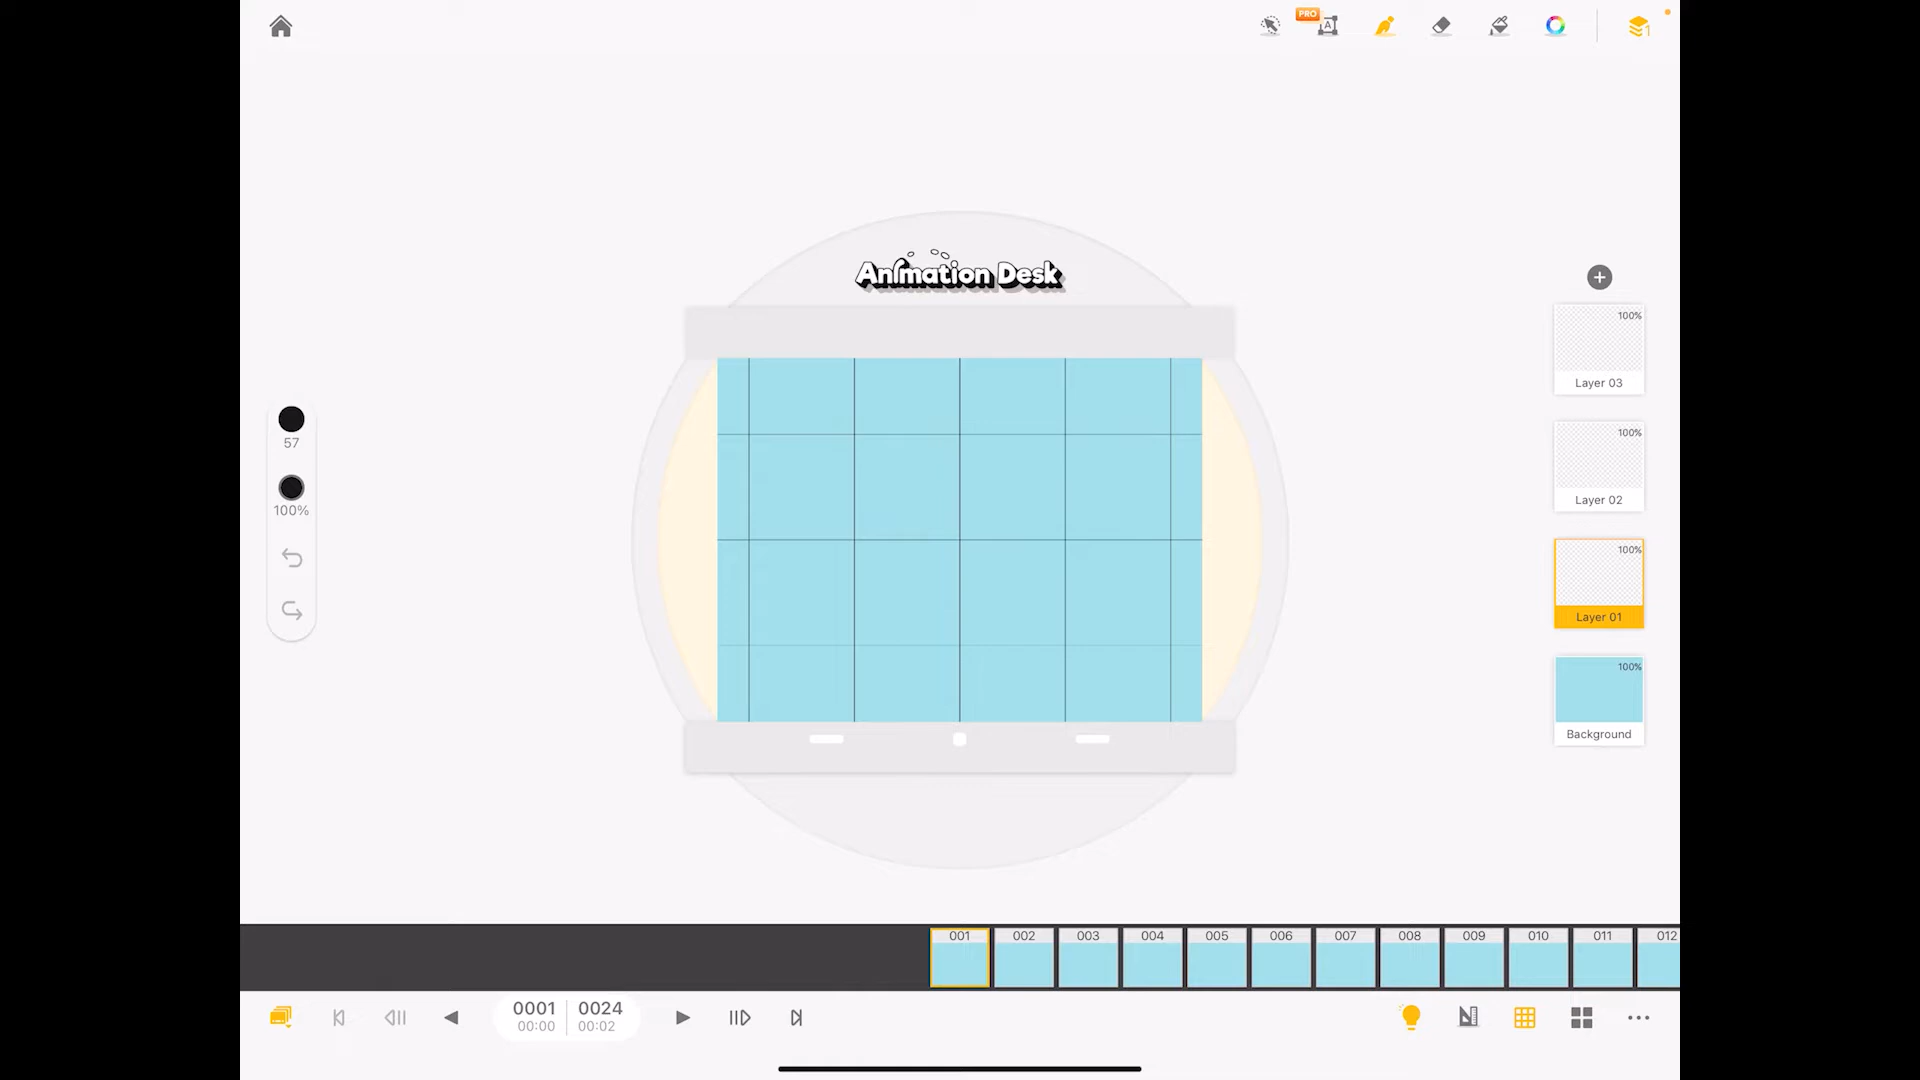 PRO
A
1
Animation Desk
57
100%
100%
Layer 03
100%
Layer 02
100%
Layer 01
100%
Background
001 002 003 004 005 006 007 008 009 010 011 012
0001 0024
00:00 00:02